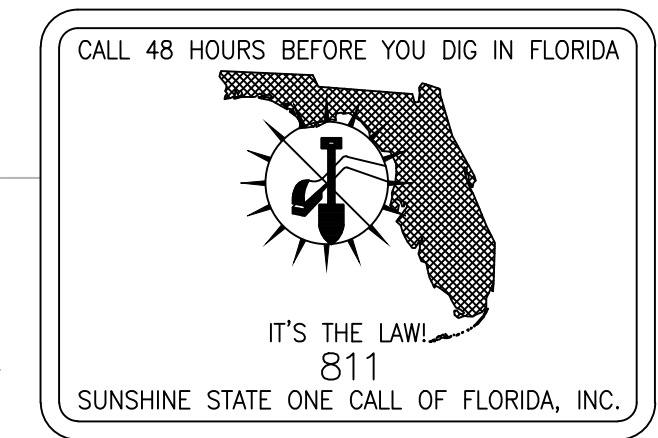 CALL 48 HOURS BEFORE YOU DIG IN FLORIDA
IT'S THE LAW!
811
SUNSHINE STATE ONE CALL OF FLORIDA, INC.